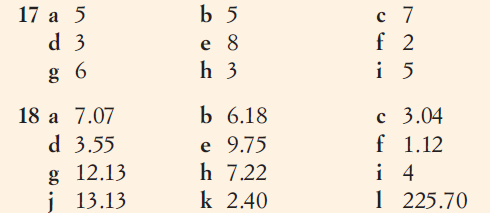 17 a 5 b 5 c 7
d 3 e 8 f 2
g 6 h 3 i 5
18 a 7.07 b 6.18 c 3.04
d 3.55 e 9.75 f 1.12
g 12.13 h 7.22 i 4
j 13.13 k 2.40 l 225.70